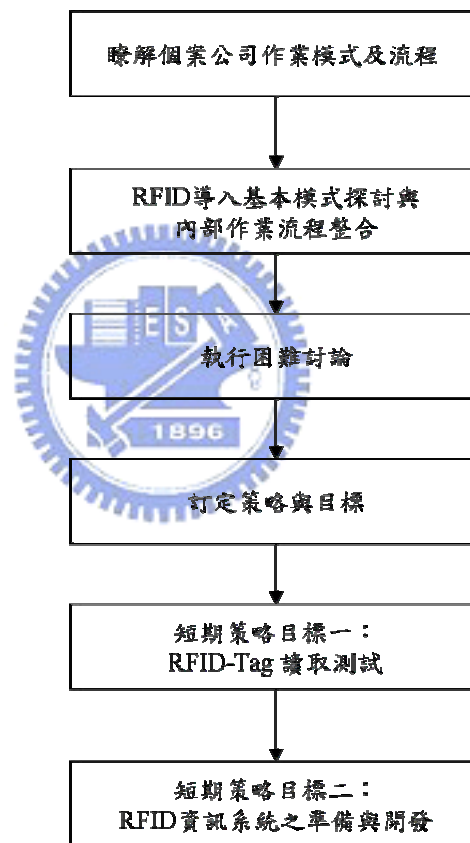 瞭解個案公司作業模式及流程
RFID導入基本模式探討與
內部作業流程整合
E S A
執行困難討論
1896
訂定策略與目標
短期策略目標一：
RFID-Tag 讀取測試
短期策略目標二：
RFID資訊系統之準備與開發